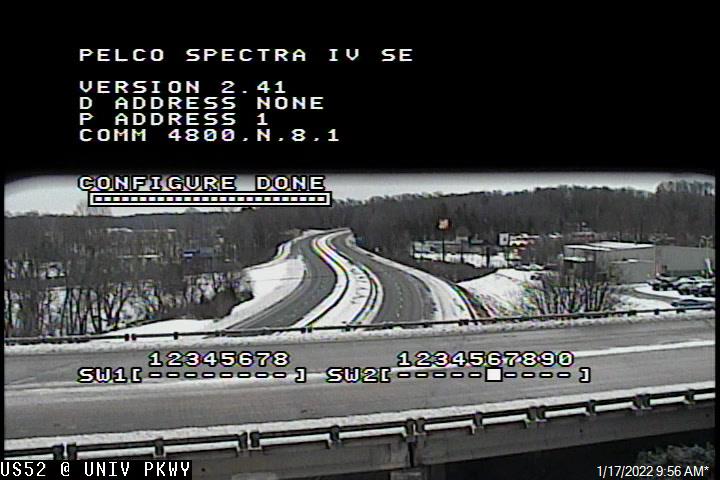 PELCO SPECTRA IV SE
VERSION 2.41
D ADDRESS NONE
P ADDRESS 1
COMM 4800,N,8,1
CONFIGURE DONE
12345678 1234567890
SW1[--------] SW2[-----■----]
US52 @ UNIV PKWY
1/17/2022 9:56 AM*